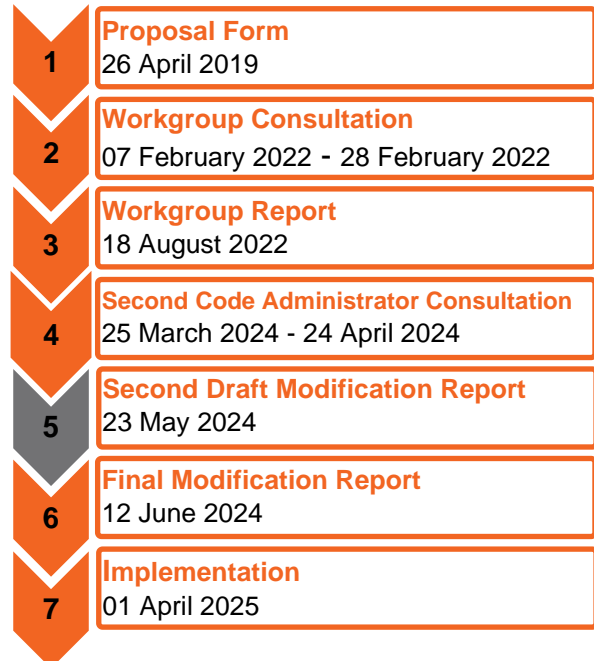 1
Proposal Form
26 April 2019
2
Workgroup Consultation
07 February 2022 - 28 February 2022
3
Workgroup Report
18 August 2022
4
Second Code Administrator Consultation
25 March 2024 - 24 April 2024
5
Second Draft Modification Report
23 May 2024
6
Final Modification Report
12 June 2024
7
Implementation
01 April 2025